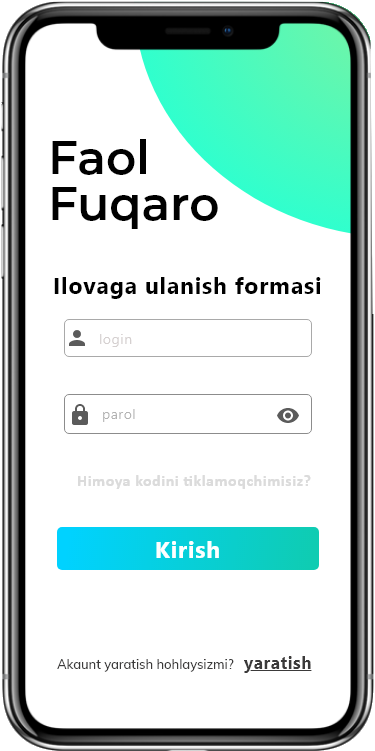 Faol
Fuqaro
Ilovaga ulanish formasi
login
parol
Himoya kodini tiklamoqchimisiz?
Kirish
Akaunt yaratish hohlaysizmi? yaratish